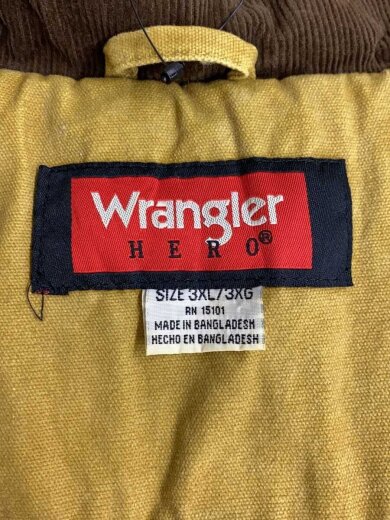 Wrangler
HERO®
SIZE 3XL/3XG
RN 15101
MADE IN BANGLADESH
HECHO EN BANGLADESH